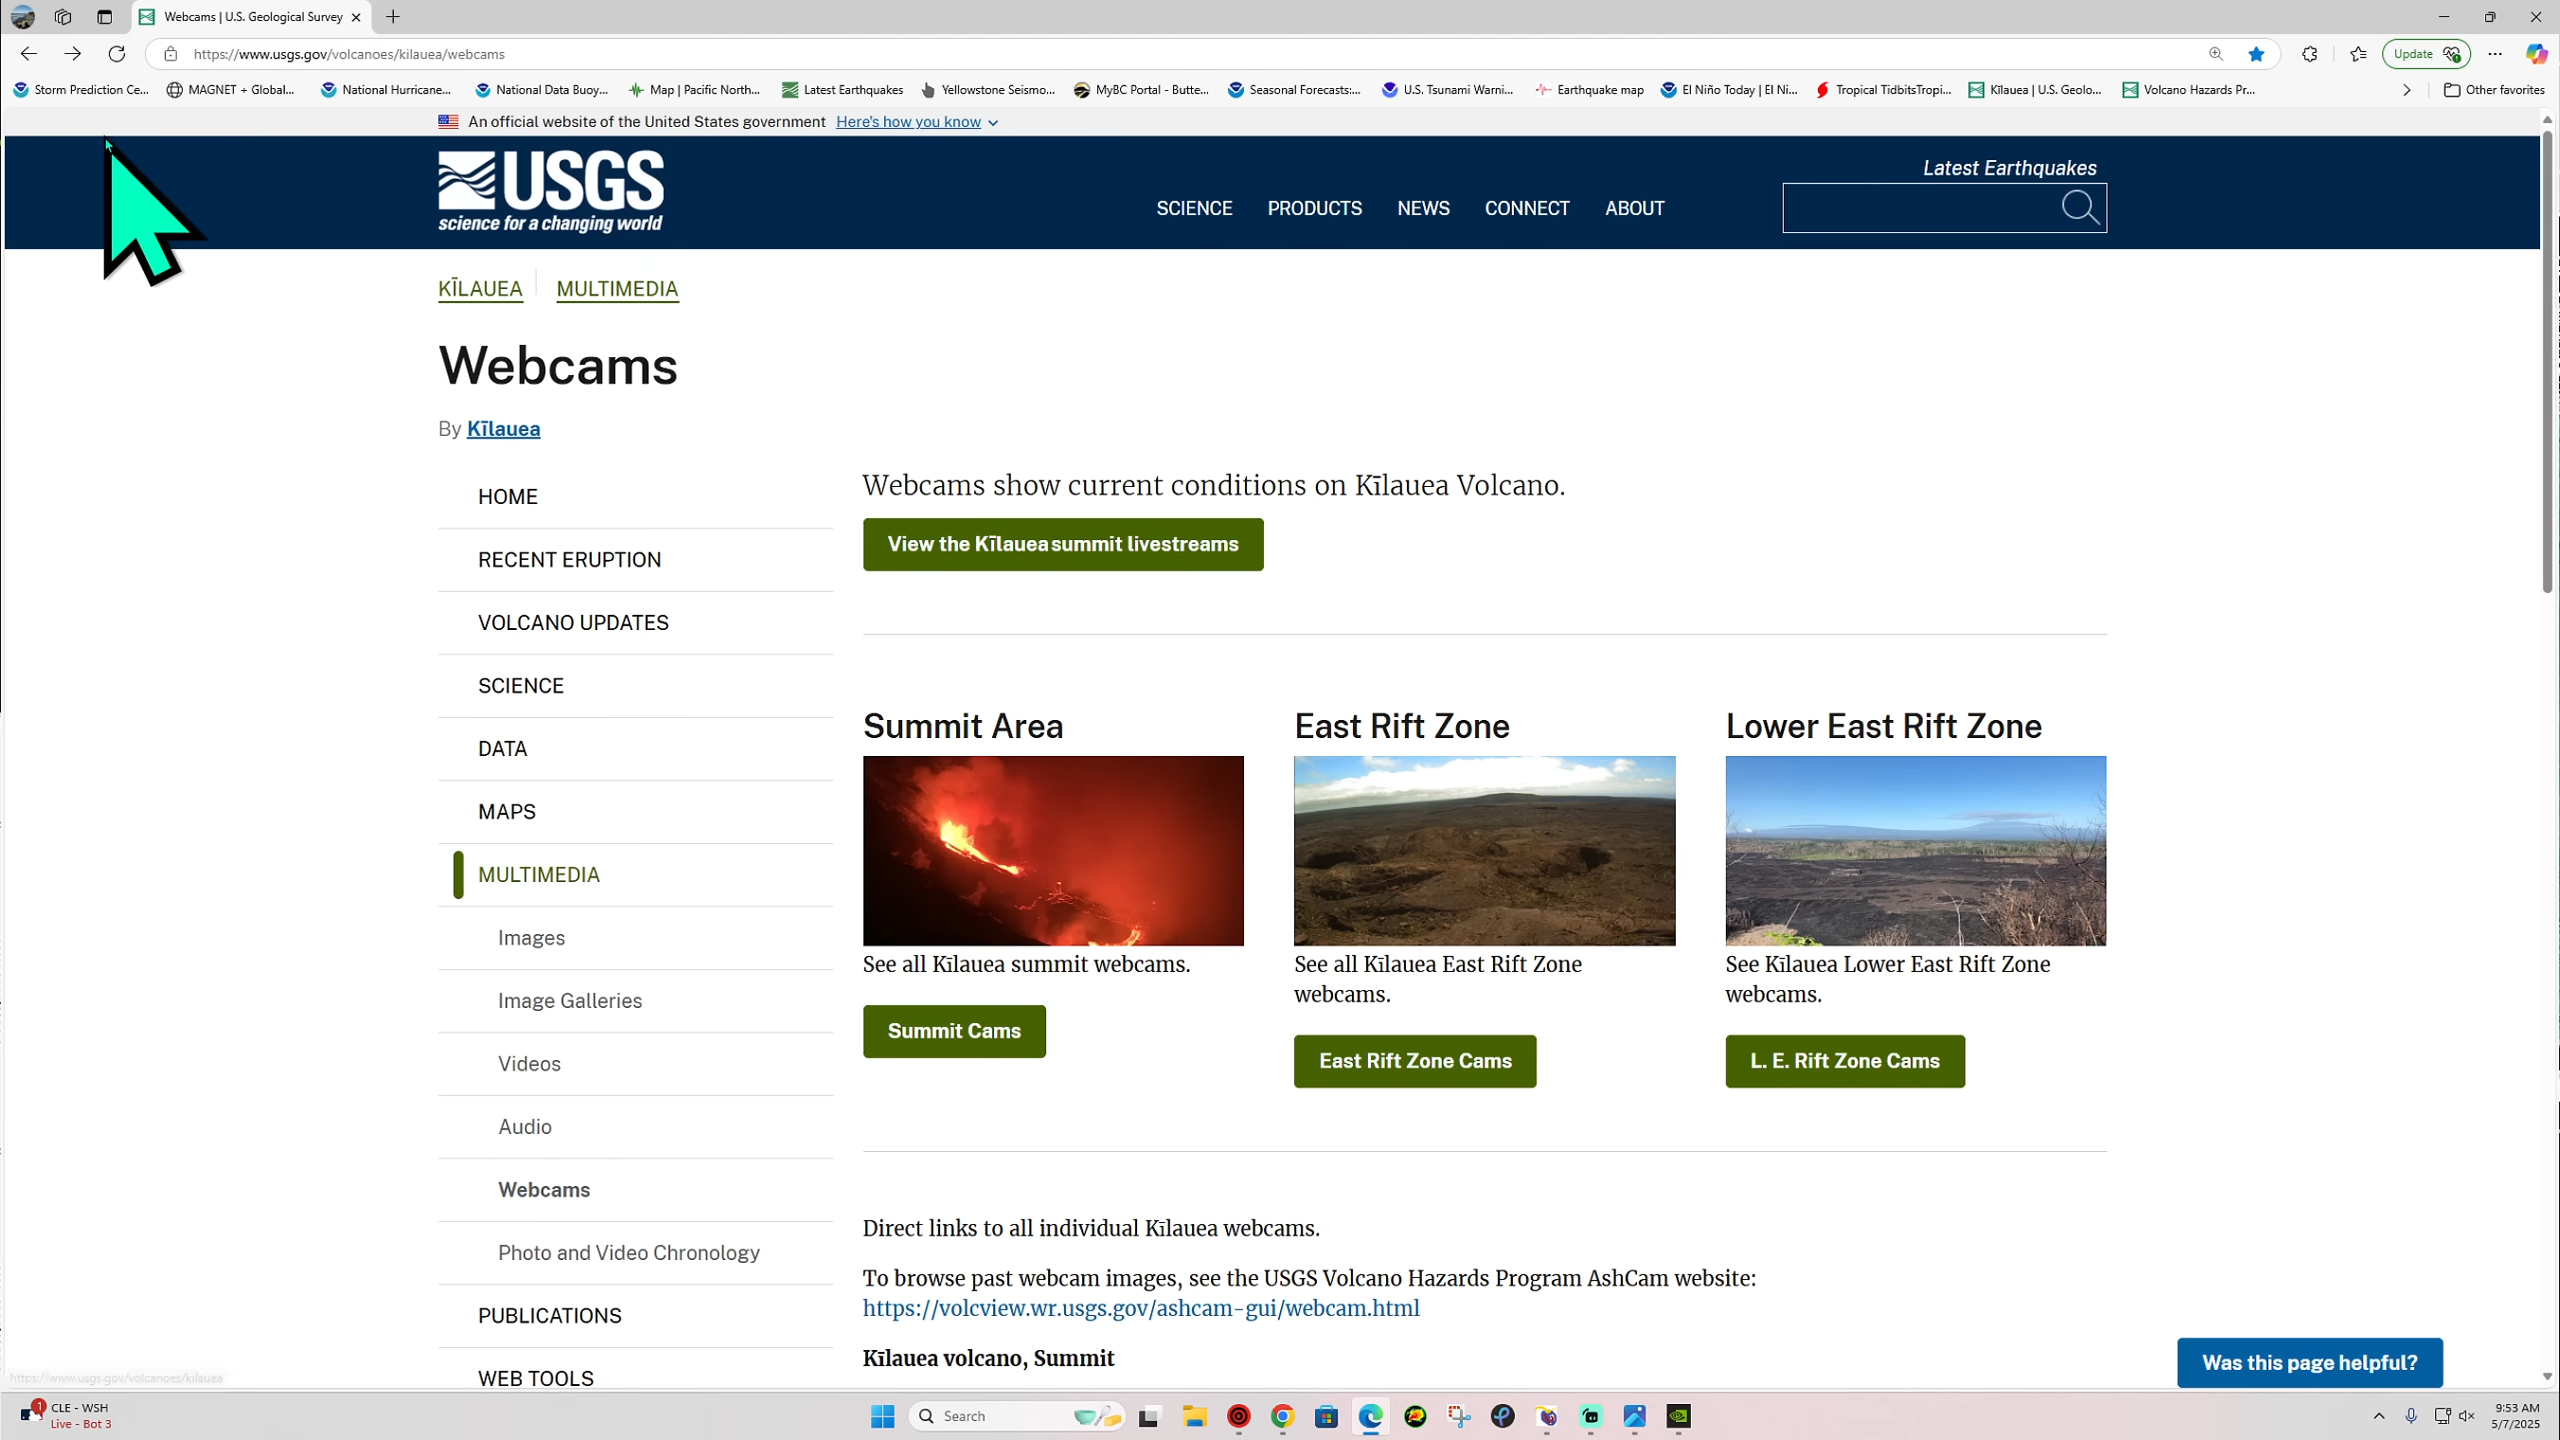 Webcams | U.S. Geological Survey
https://www.usgs.gov/volcanoes/kilauea/webcams
Update
Storm Prediction Ce...
MAGNET + Global...
National Hurricane...
National Data Buoy...
Map | Pacific North...
Latest Earthquakes
Yellowstone Seismo...
MyBC Portal - Butte...
Seasonal Forecasts:...
U.S. Tsunami Warni...
Earthquake map
El Niño Today | El Ni...
Tropical TidbitsTropi...
Kīlauea | U.S. Geolo...
Volcano Hazards Pr...
Other favorites
An official website of the United States government Here's how you know
USGS
science for a changing world
SCIENCE PRODUCTS NEWS CONNECT ABOUT
Latest Earthquakes
KĪLAUEA MULTIMEDIA
Webcams
By Kīlauea
HOME
RECENT ERUPTION
VOLCANO UPDATES
SCIENCE
DATA
MAPS
MULTIMEDIA
Images
Image Galleries
Videos
Audio
Webcams
Photo and Video Chronology
PUBLICATIONS
WEB TOOLS
Webcams show current conditions on Kīlauea Volcano.
View the Kīlauea summit livestreams
Summit Area
See all Kīlauea summit webcams.
Summit Cams
East Rift Zone
See all Kīlauea East Rift Zone
webcams.
East Rift Zone Cams
Lower East Rift Zone
See Kīlauea Lower East Rift Zone
webcams.
L. E. Rift Zone Cams
Direct links to all individual Kīlauea webcams.
To browse past webcam images, see the USGS Volcano Hazards Program AshCam website:
https://volcview.wr.usgs.gov/ashcam-gui/webcam.html
Kīlauea volcano, Summit
Was this page helpful?
https://www.usgs.gov/volcanoes/kilauea
1
CLE - WSH
Live - Bot 3
Search
9:53 AM
5/7/2025